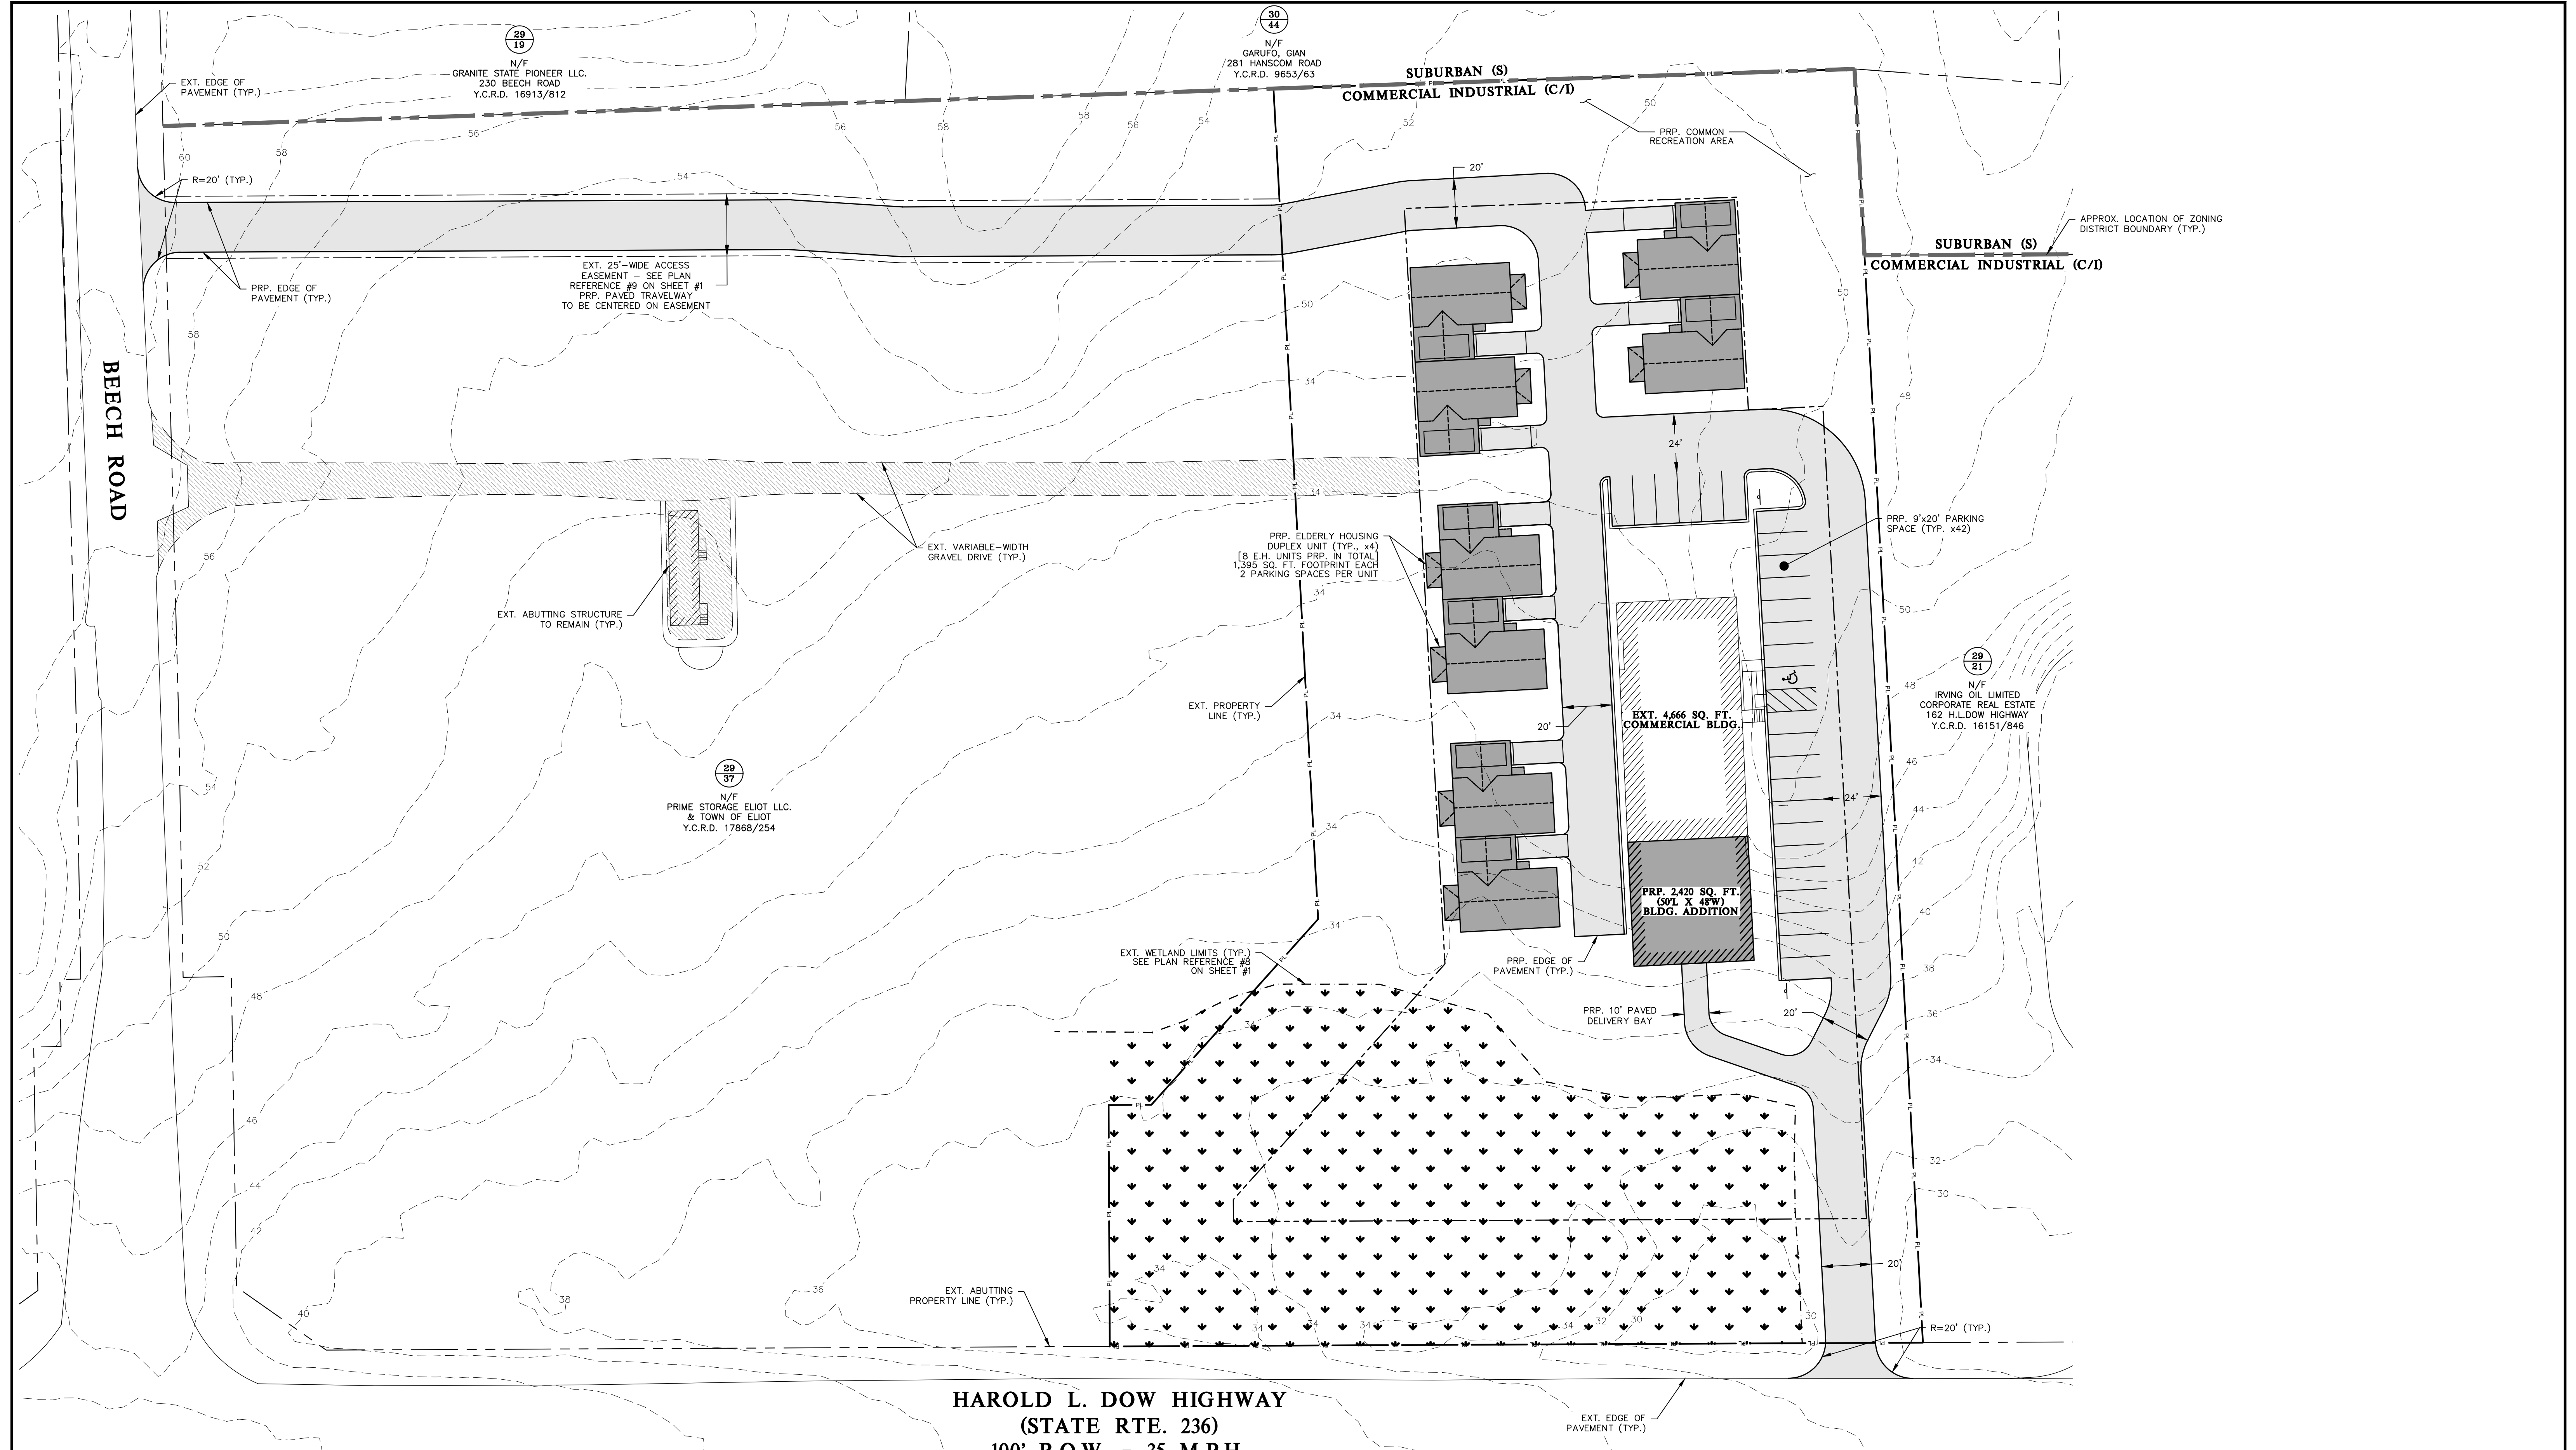 29
19
N/F
GRANITE STATE PIONEER LLC.
230 BEECH ROAD
Y.C.R.D. 16913/812
30
44
N/F
GARUFO, GIAN
281 HANSCOM ROAD
Y.C.R.D. 9653/63
SUBURBAN (S)
COMMERCIAL INDUSTRIAL (C/I)
EXT. EDGE OF
PAVEMENT (TYP.)
PRP. COMMON
RECREATION AREA
R=20' (TYP.)
20'
APPROX. LOCATION OF ZONING
DISTRICT BOUNDARY (TYP.)
SUBURBAN (S)
COMMERCIAL INDUSTRIAL (C/I)
EXT. 25'-WIDE ACCESS
EASEMENT - SEE PLAN
REFERENCE #9 ON SHEET #1
PRP. PAVED TRAVELWAY
TO BE CENTERED ON EASEMENT
PRP. EDGE OF
PAVEMENT (TYP.)
BEECH ROAD
24'
PRP. 9'x20' PARKING
SPACE (TYP. x42)
EXT. VARIABLE-WIDTH
GRAVEL DRIVE (TYP.)
PRP. ELDERLY HOUSING
DUPLEX UNIT (TYP., x4)
[8 E.H. UNITS PRP. IN TOTAL]
1,395 SQ. FT. FOOTPRINT EACH
2 PARKING SPACES PER UNIT
EXT. ABUTTING STRUCTURE
TO REMAIN (TYP.)
29
21
N/F
IRVING OIL LIMITED
CORPORATE REAL ESTATE
162 H.L.DOW HIGHWAY
Y.C.R.D. 16151/846
EXT. PROPERTY
LINE (TYP.)
20'
EXT. 4,666 SQ. FT.
COMMERCIAL BLDG.
29
37
N/F
PRIME STORAGE ELIOT LLC.
& TOWN OF ELIOT
Y.C.R.D. 17868/254
24'
PRP. 2,420 SQ. FT.
(50'L X 48'W)
BLDG. ADDITION
EXT. WETLAND LIMITS (TYP.)
SEE PLAN REFERENCE #8
ON SHEET #1
PRP. EDGE OF
PAVEMENT (TYP.)
PRP. 10' PAVED
DELIVERY BAY
20'
20'
EXT. ABUTTING
PROPERTY LINE (TYP.)
R=20' (TYP.)
HAROLD L. DOW HIGHWAY
(STATE RTE. 236)
100' R.O.W. - 35 M.P.H.
EXT. EDGE OF
PAVEMENT (TYP.)